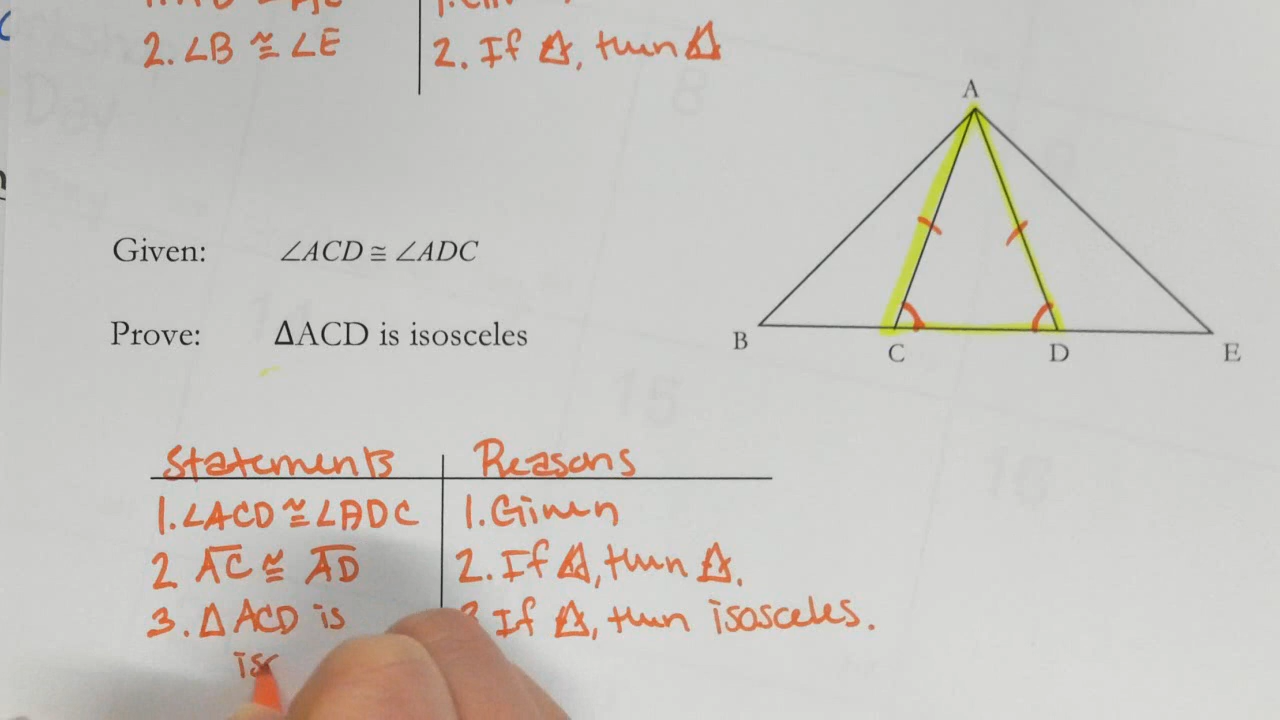 2. ∠B ≅ ∠E
2. If △, then △
A
Given: ∠ACD ≅ ∠ADC
Prove: ΔACD is isosceles
B C D E
Statements Reasons
1. ∠ACD ≅ ∠ADC 1. Given
2 AC ≅ AD 2. If △, then △.
3. △ ACD is If △, then isosceles.